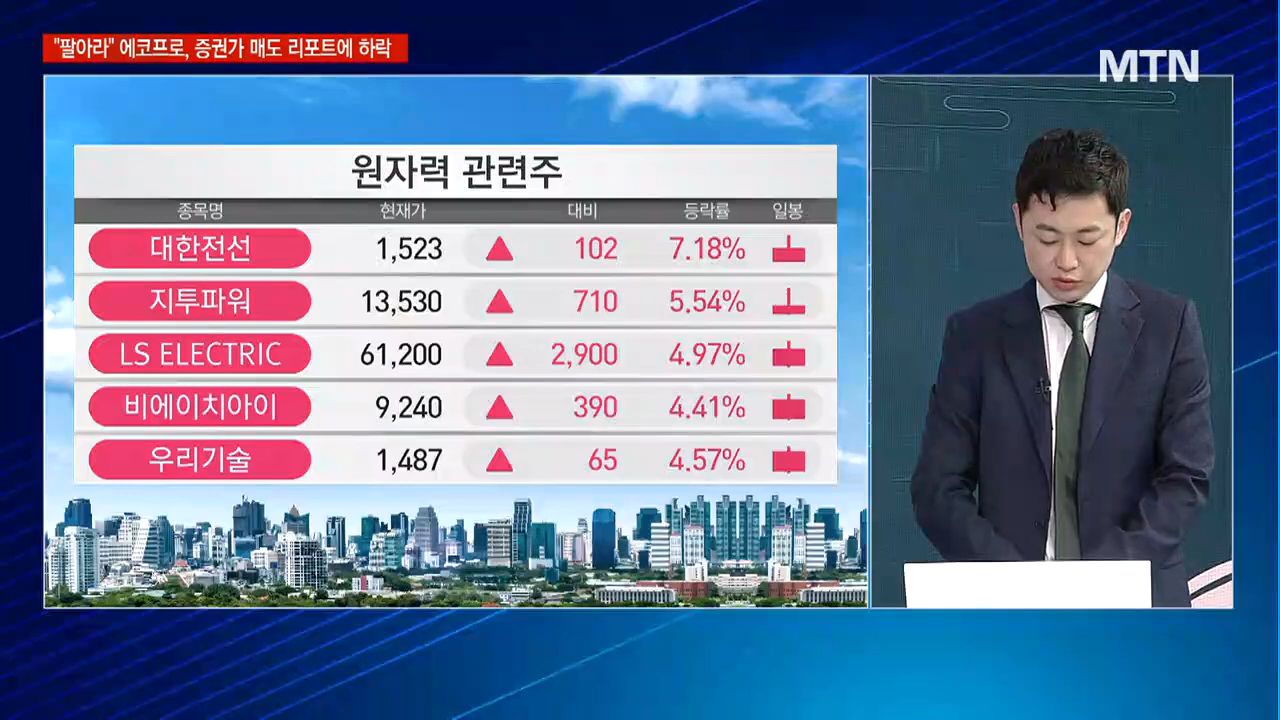 "팔아라" 에코프로, 증권가 매도 리포트에 하락
MTN
원자력 관련주
종목명 현재가 대비 등락률 일봉
대한전선 1,523 ▲ 102 7.18%
지투파워 13,530 ▲ 710 5.54%
LS ELECTRIC 61,200 ▲ 2,900 4.97%
비에이치아이 9,240 ▲ 390 4.41%
우리기술 1,487 ▲ 65 4.57%